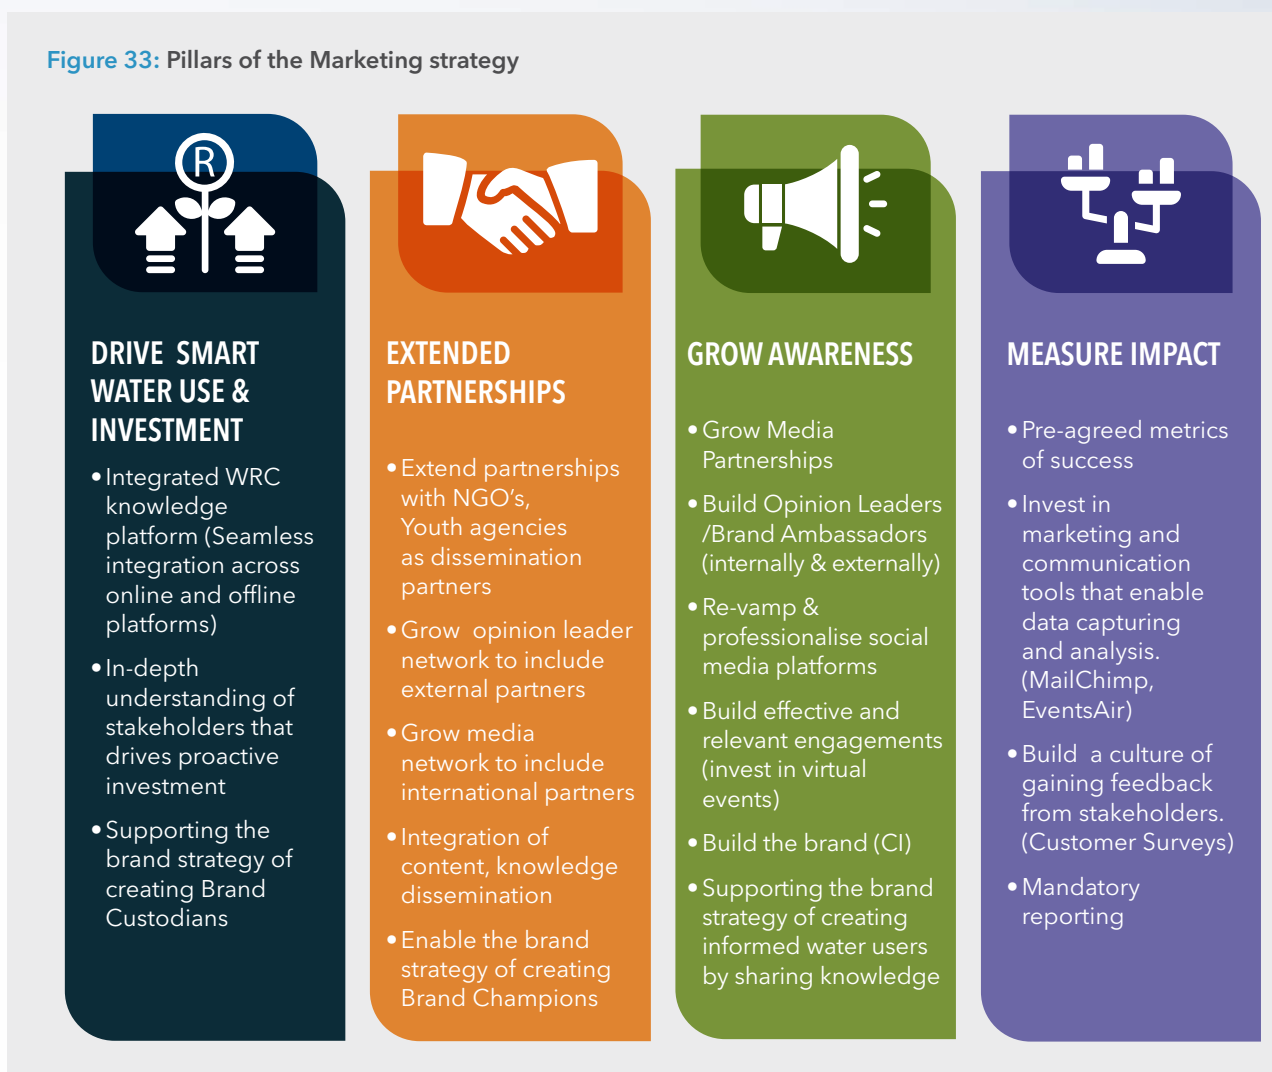 Figure 33: Pillars of the Marketing strategy
R
DRIVE SMART
WATER USE &
INVESTMENT
• Integrated WRC
knowledge
platform (Seamless
integration across
online and offline
platforms)
• In-depth
understanding of
stakeholders that
drives proactive
investment
• Supporting the
brand strategy of
creating Brand
Custodians
EXTENDED
PARTNERSHIPS
• Extend partnerships
with NGO's,
Youth agencies
as dissemination
partners
• Grow opinion leader
network to include
external partners
• Grow media
network to include
international partners
• Integration of
content, knowledge
dissemination
• Enable the brand
strategy of creating
Brand Champions
GROW AWARENESS
• Grow Media
Partnerships
• Build Opinion Leaders
/Brand Ambassadors
(internally & externally)
• Re-vamp &
professionalise social
media platforms
• Build effective and
relevant engagements
(invest in virtual
events)
• Build the brand (CI)
• Supporting the brand
strategy of creating
informed water users
by sharing knowledge
MEASURE IMPACT
• Pre-agreed metrics
of success
• Invest in
marketing and
communication
tools that enable
data capturing
and analysis.
(MailChimp,
EventsAir)
• Build a culture of
gaining feedback
from stakeholders.
(Customer Surveys)
• Mandatory
reporting